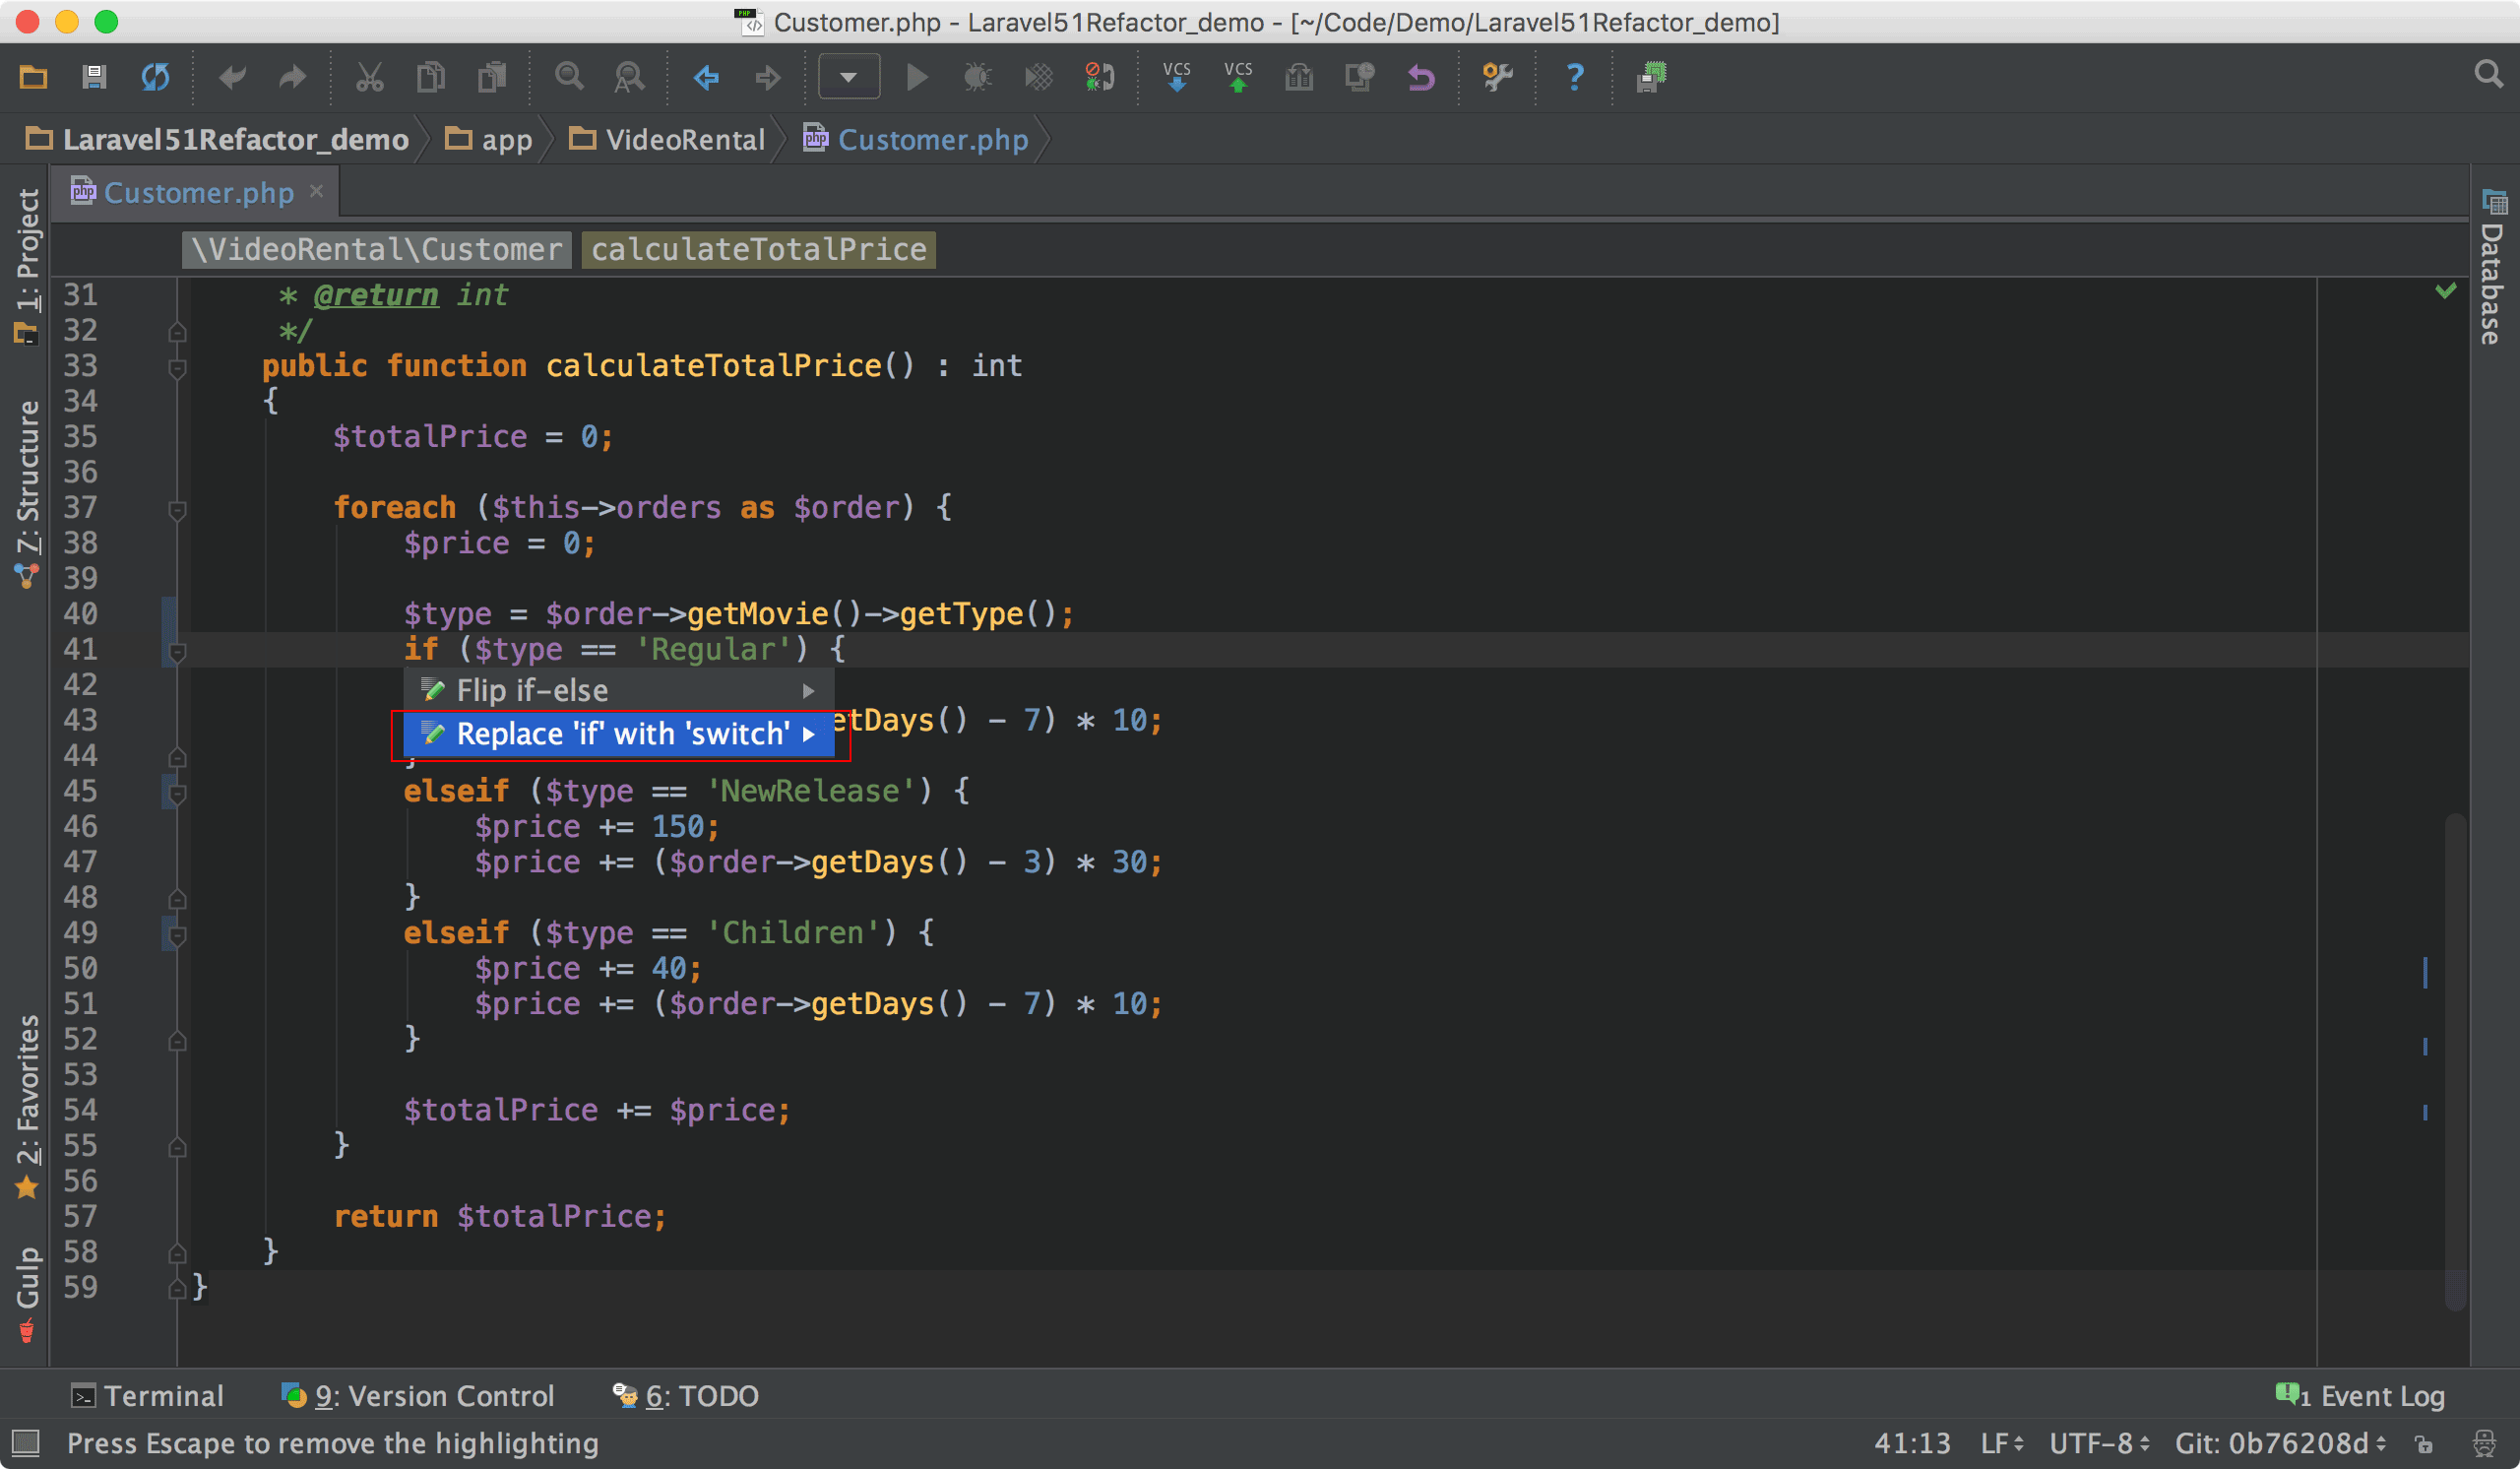 Customer.php - Laravel51Refactor_demo - [~/Code/Demo/Laravel51Refactor_demo]
VCS VCS ?
Laravel51Refactor_demo app VideoRental Customer.php
Customer.php
\VideoRental\Customer calculateTotalPrice
1: Project
7: Structure
2: Favorites
Gulp
Database
31 * @return int
32 */
33 public function calculateTotalPrice() : int
34 {
35 $totalPrice = 0;
36
37 foreach ($this->orders as $order) {
38 $price = 0;
39
40 $type = $order->getMovie()->getType();
41 if ($type == 'Regular') {
42 Flip if-else
43 etDays() - 7) * 10;
Replace 'if' with 'switch'
44 }
45 elseif ($type == 'NewRelease') {
46 $price += 150;
47 $price += ($order->getDays() - 3) * 30;
48 }
49 elseif ($type == 'Children') {
50 $price += 40;
51 $price += ($order->getDays() - 7) * 10;
52 }
53
54 $totalPrice += $price;
55 }
56
57 return $totalPrice;
58 }
59 }
Terminal 9: Version Control 6: TODO 1 Event Log
Press Escape to remove the highlighting 41:13 LF UTF-8 Git: 0b76208d